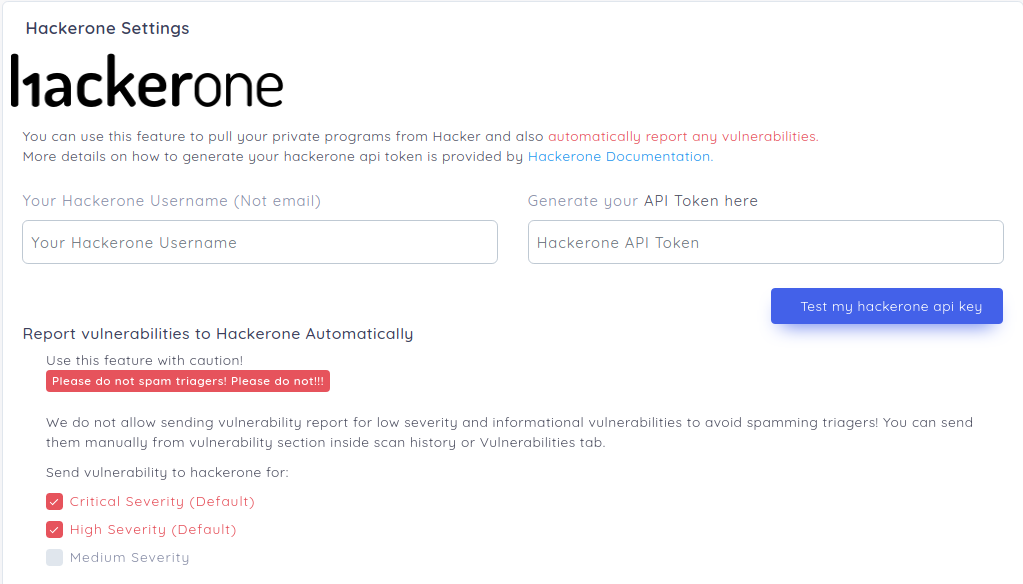 Hackerone Settings
hackerone
You can use this feature to pull your private programs from Hacker and also automatically report any vulnerabilities.
More details on how to generate your hackerone api token is provided by Hackerone Documentation.
Your Hackerone Username (Not email)
Generate your API Token here
Your Hackerone Username
Hackerone API Token
Test my hackerone api key
Report vulnerabilities to Hackerone Automatically
Use this feature with caution!
Please do not spam triagers! Please do not!!!
We do not allow sending vulnerability report for low severity and informational vulnerabilities to avoid spamming triagers! You can send
them manually from vulnerability section inside scan history or Vulnerabilities tab.
Send vulnerability to hackerone for:
Critical Severity (Default)
High Severity (Default)
Medium Severity